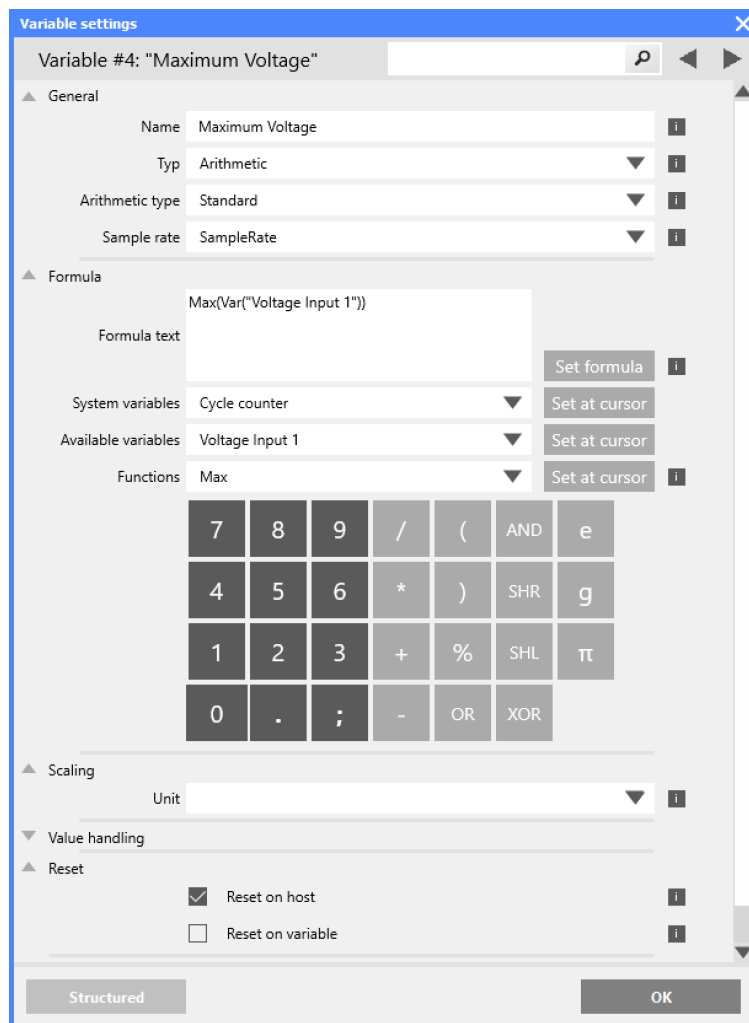 Variable settings
Variable #4: "Maximum Voltage"
General
Name Maximum Voltage i
Typ Arithmetic i
Arithmetic type Standard i
Sample rate SampleRate i
Formula
Max(Var("Voltage Input 1"))
Formula text
Set formula i
System variables Cycle counter Set at cursor
Available variables Voltage Input 1 Set at cursor
Functions Max Set at cursor i
7 8 9 / ( AND e
4 5 6 * ) SHR g
1 2 3 + % SHL π
0 . ; - OR XOR
Scaling
Unit i
Value handling
Reset
Reset on host i
Reset on variable i
Structured OK